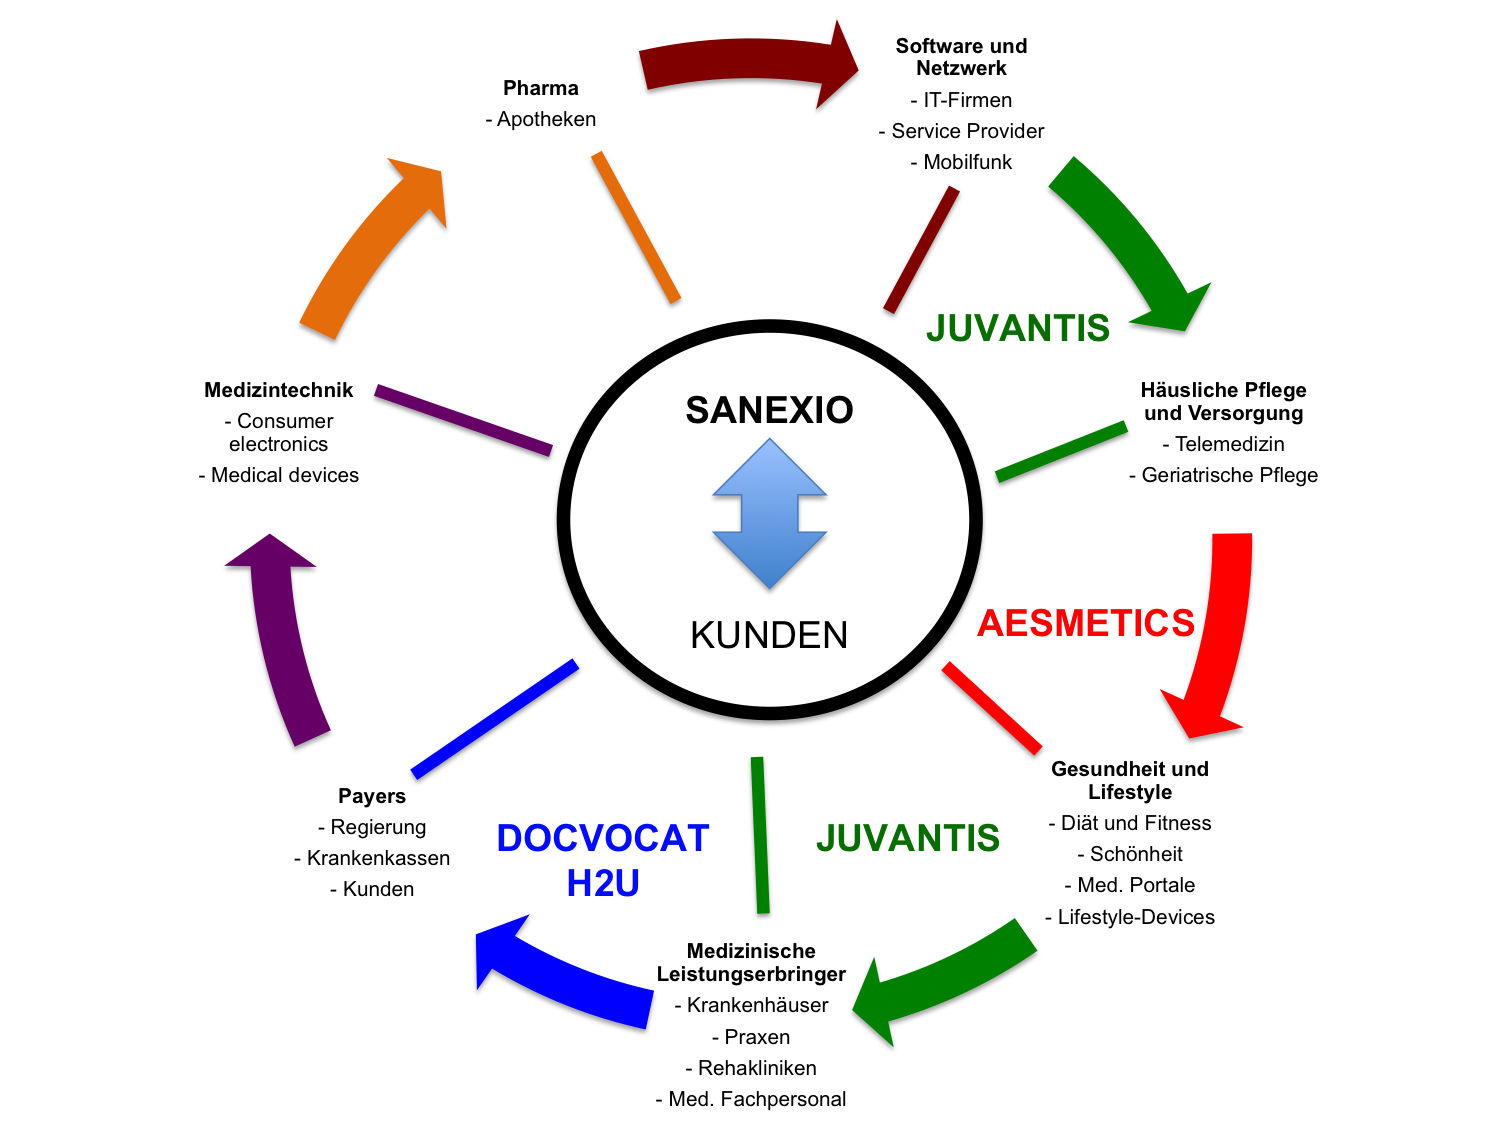 Software und
Netzwerk
- IT-Firmen
- Service Provider
- Mobilfunk
Pharma
- Apotheken
JUVANTIS
Häusliche Pflege
und Versorgung
- Telemedizin
- Geriatrische Pflege
Medizintechnik
- Consumer
electronics
- Medical devices
SANEXIO
KUNDEN
AESMETICS
Gesundheit und
Lifestyle
- Diät und Fitness
- Schönheit
- Med. Portale
- Lifestyle-Devices
Payers
- Regierung
- Krankenkassen
- Kunden
DOCVOCAT
H2U
JUVANTIS
Medizinische
Leistungserbringer
- Krankenhäuser
- Praxen
- Rehakliniken
- Med. Fachpersonal